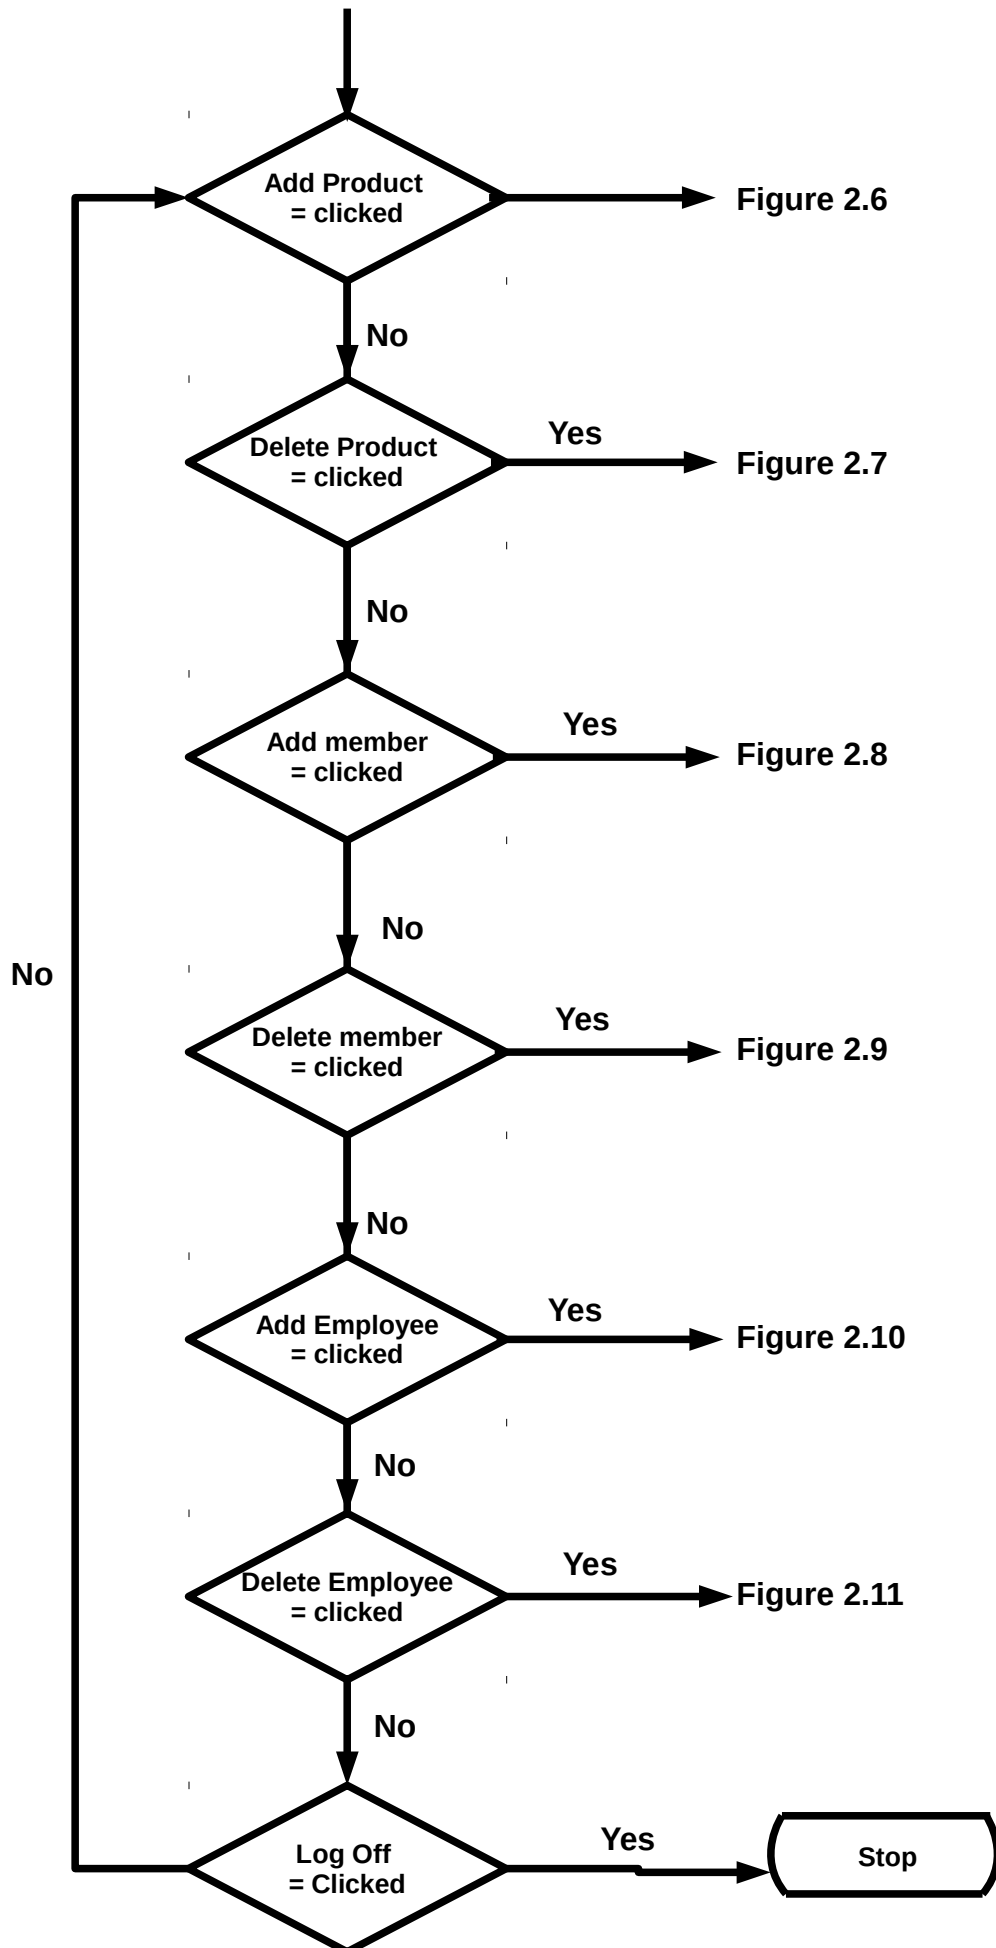 Add Product
= clicked
Figure 2.6
No
Delete Product
= clicked
Yes
Figure 2.7
No
Add member
= clicked
Yes
Figure 2.8
No
No
Delete member
= clicked
Yes
Figure 2.9
No
Add Employee
= clicked
Yes
Figure 2.10
No
Delete Employee
= clicked
Yes
Figure 2.11
No
Log Off
= Clicked
Yes
Stop